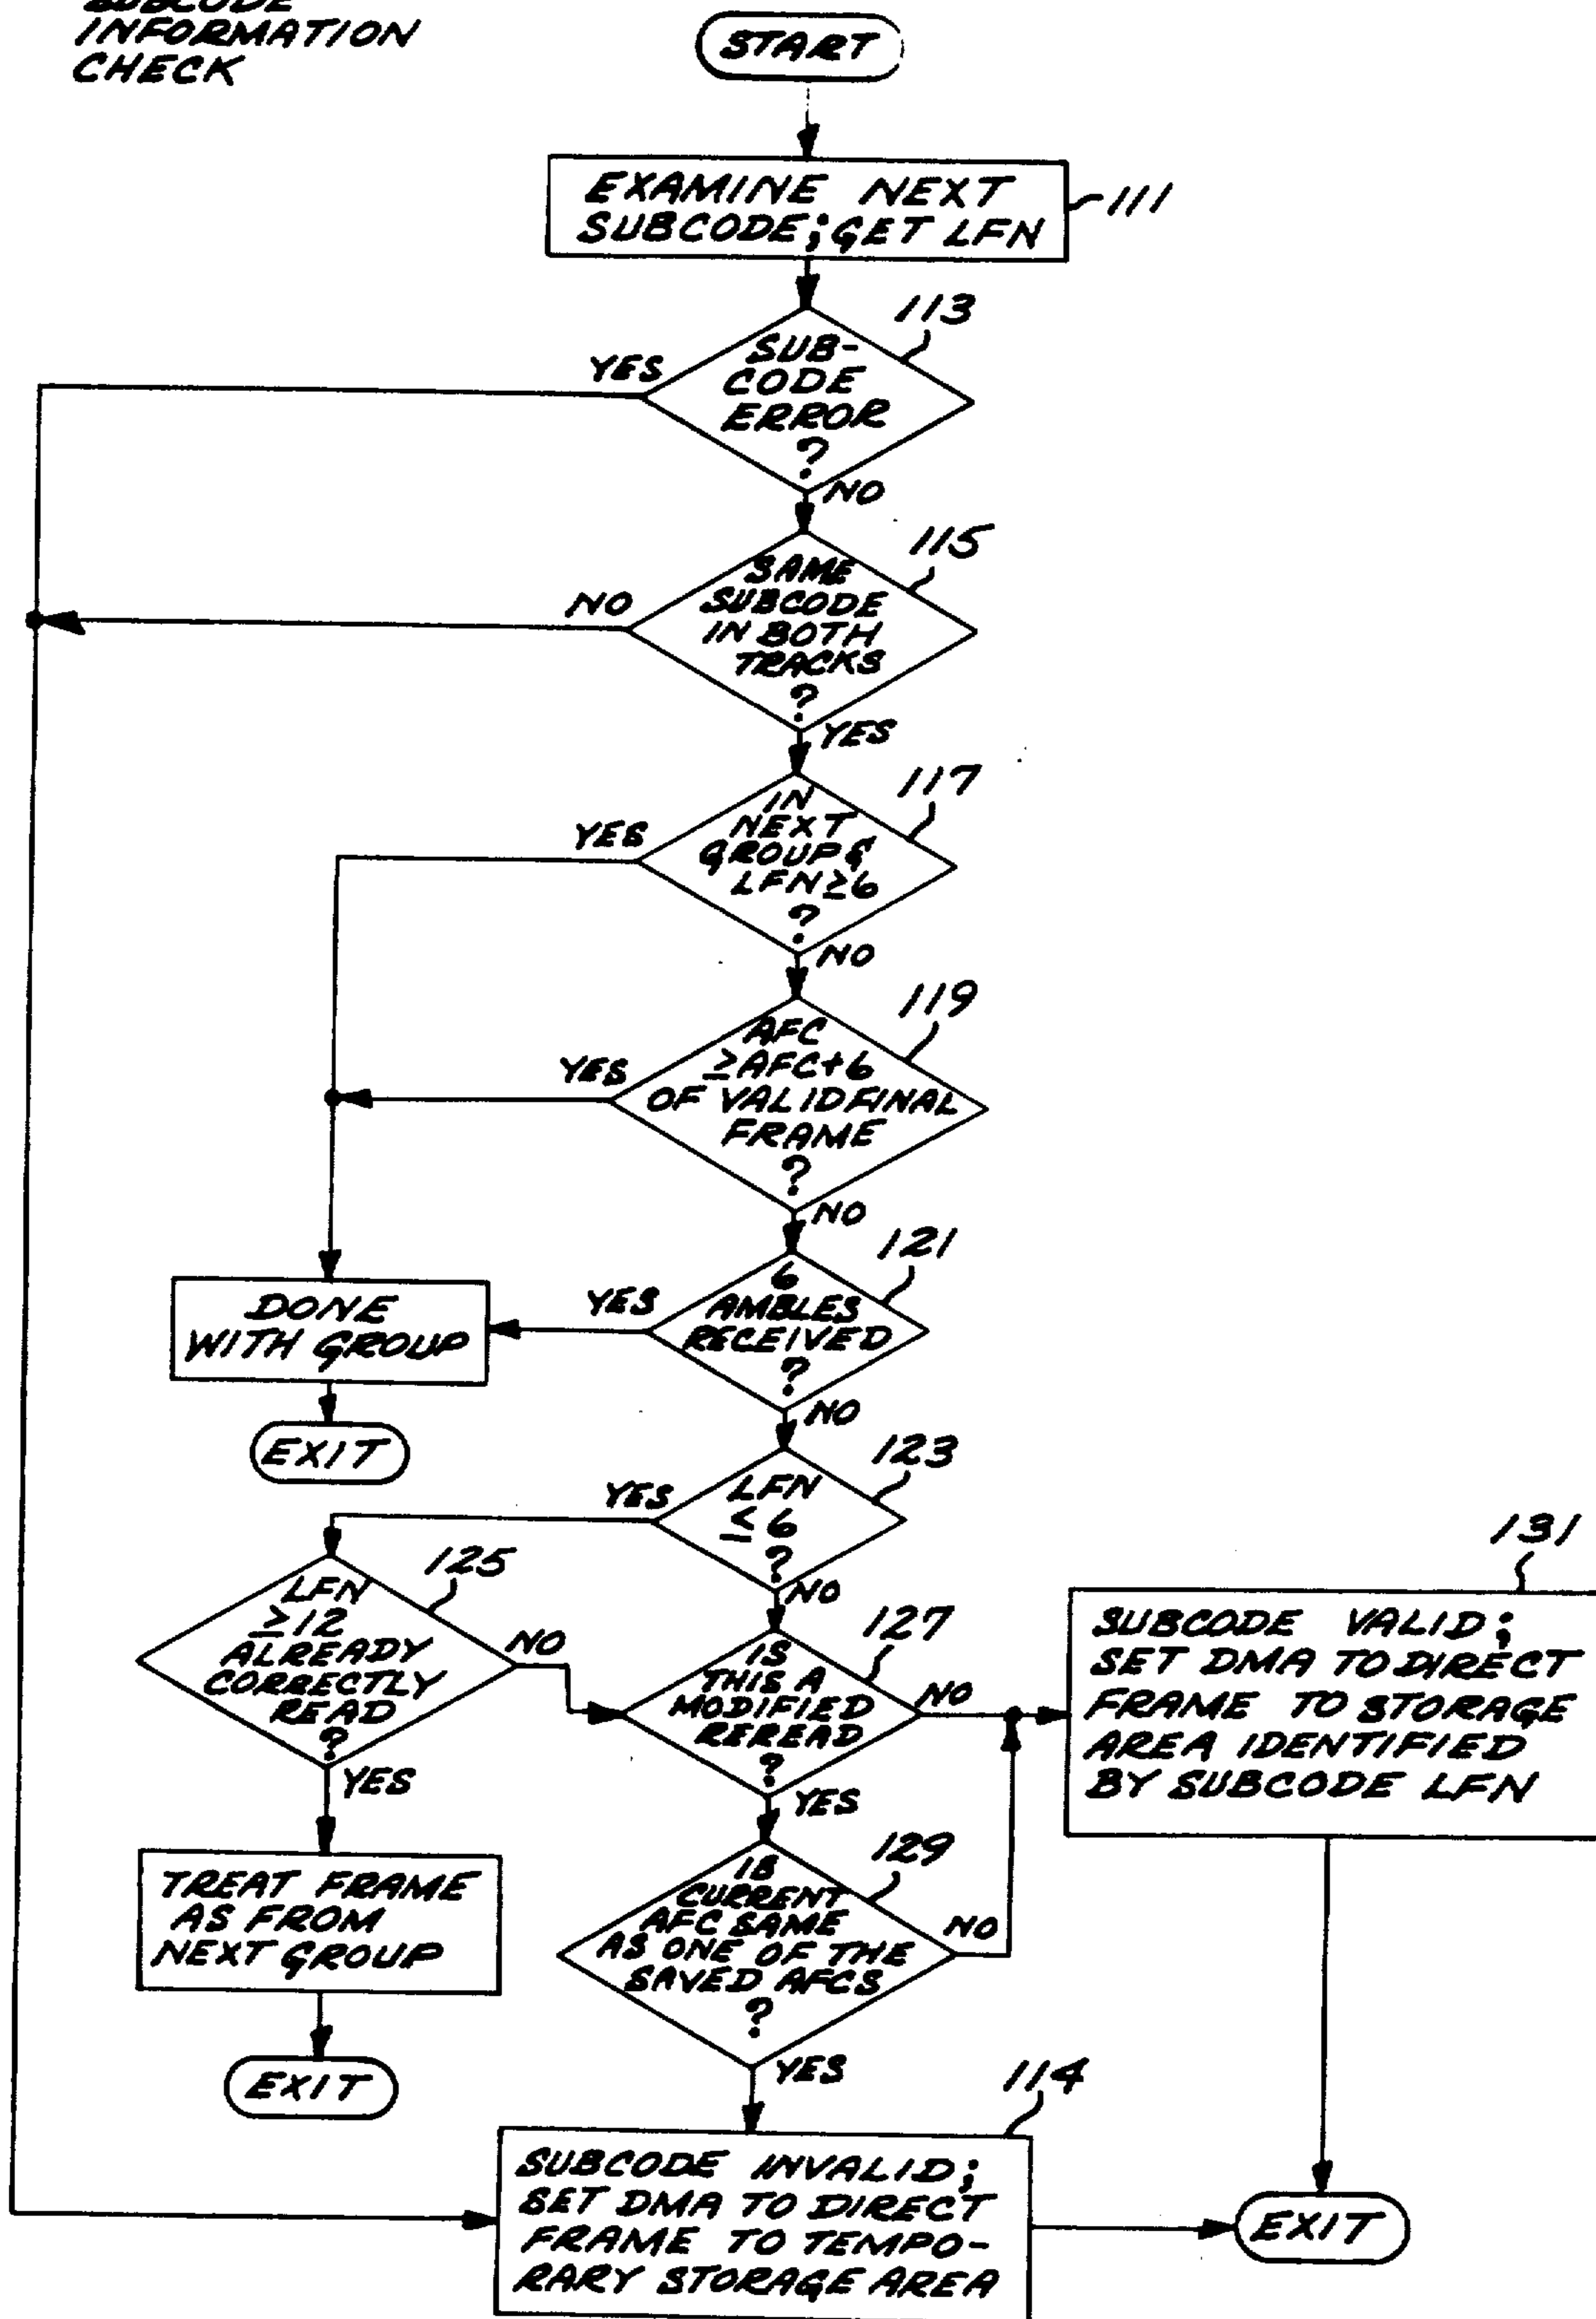 SUBCODE
INFORMATION
CHECK
START
EXAMINE NEXT
SUBCODE; GET LFN
111
113
SUB-
CODE
ERROR
?
YES
NO
115
SAME
SUBCODE
IN BOTH
TRACKS
?
NO
YES
117
IN
NEXT
GROUP &
LFN ≥ 6
?
YES
NO
119
AFC
≥ AFC+6
OF VALID FINAL
FRAME
?
YES
NO
121
6
AMBLES
RECEIVED
?
YES
NO
DONE
WITH GROUP
EXIT
123
LFN
≤ 6
?
YES
NO
125
LFN
≥ 12
ALREADY
CORRECTLY
READ
?
NO
YES
TREAT FRAME
AS FROM
NEXT GROUP
EXIT
127
IS
THIS A
MODIFIED
REREAD
?
NO
YES
129
IS
CURRENT
AFC SAME
AS ONE OF THE
SAVED AFCS
?
NO
YES
131
SUBCODE VALID;
SET DMA TO DIRECT
FRAME TO STORAGE
AREA IDENTIFIED
BY SUBCODE LFN
114
SUBCODE INVALID;
SET DMA TO DIRECT
FRAME TO TEMPO-
RARY STORAGE AREA
EXIT